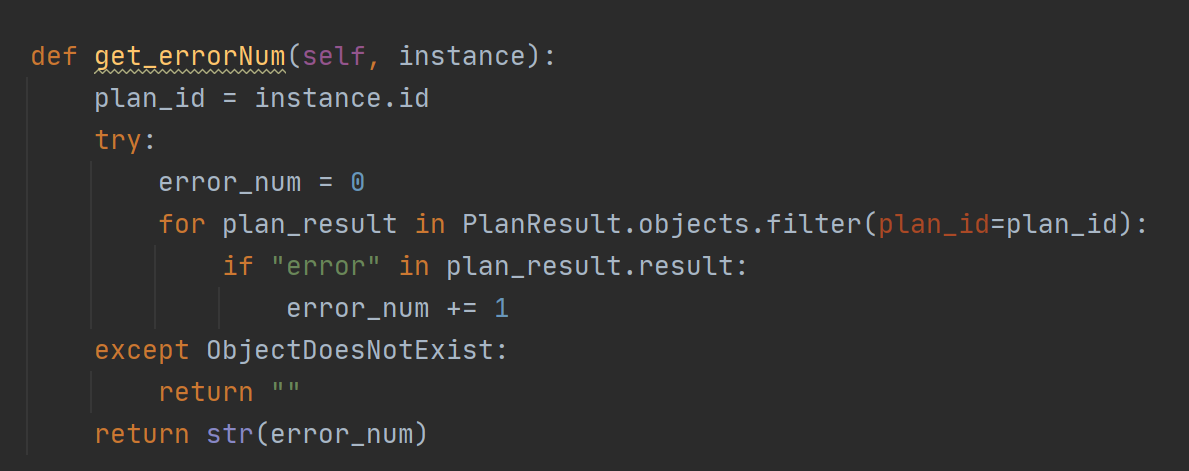 def get_errorNum(self, instance):
    plan_id = instance.id
    try:
        error_num = 0
        for plan_result in PlanResult.objects.filter(plan_id=plan_id):
            if "error" in plan_result.result:
                error_num += 1
    except ObjectDoesNotExist:
        return ""
    return str(error_num)